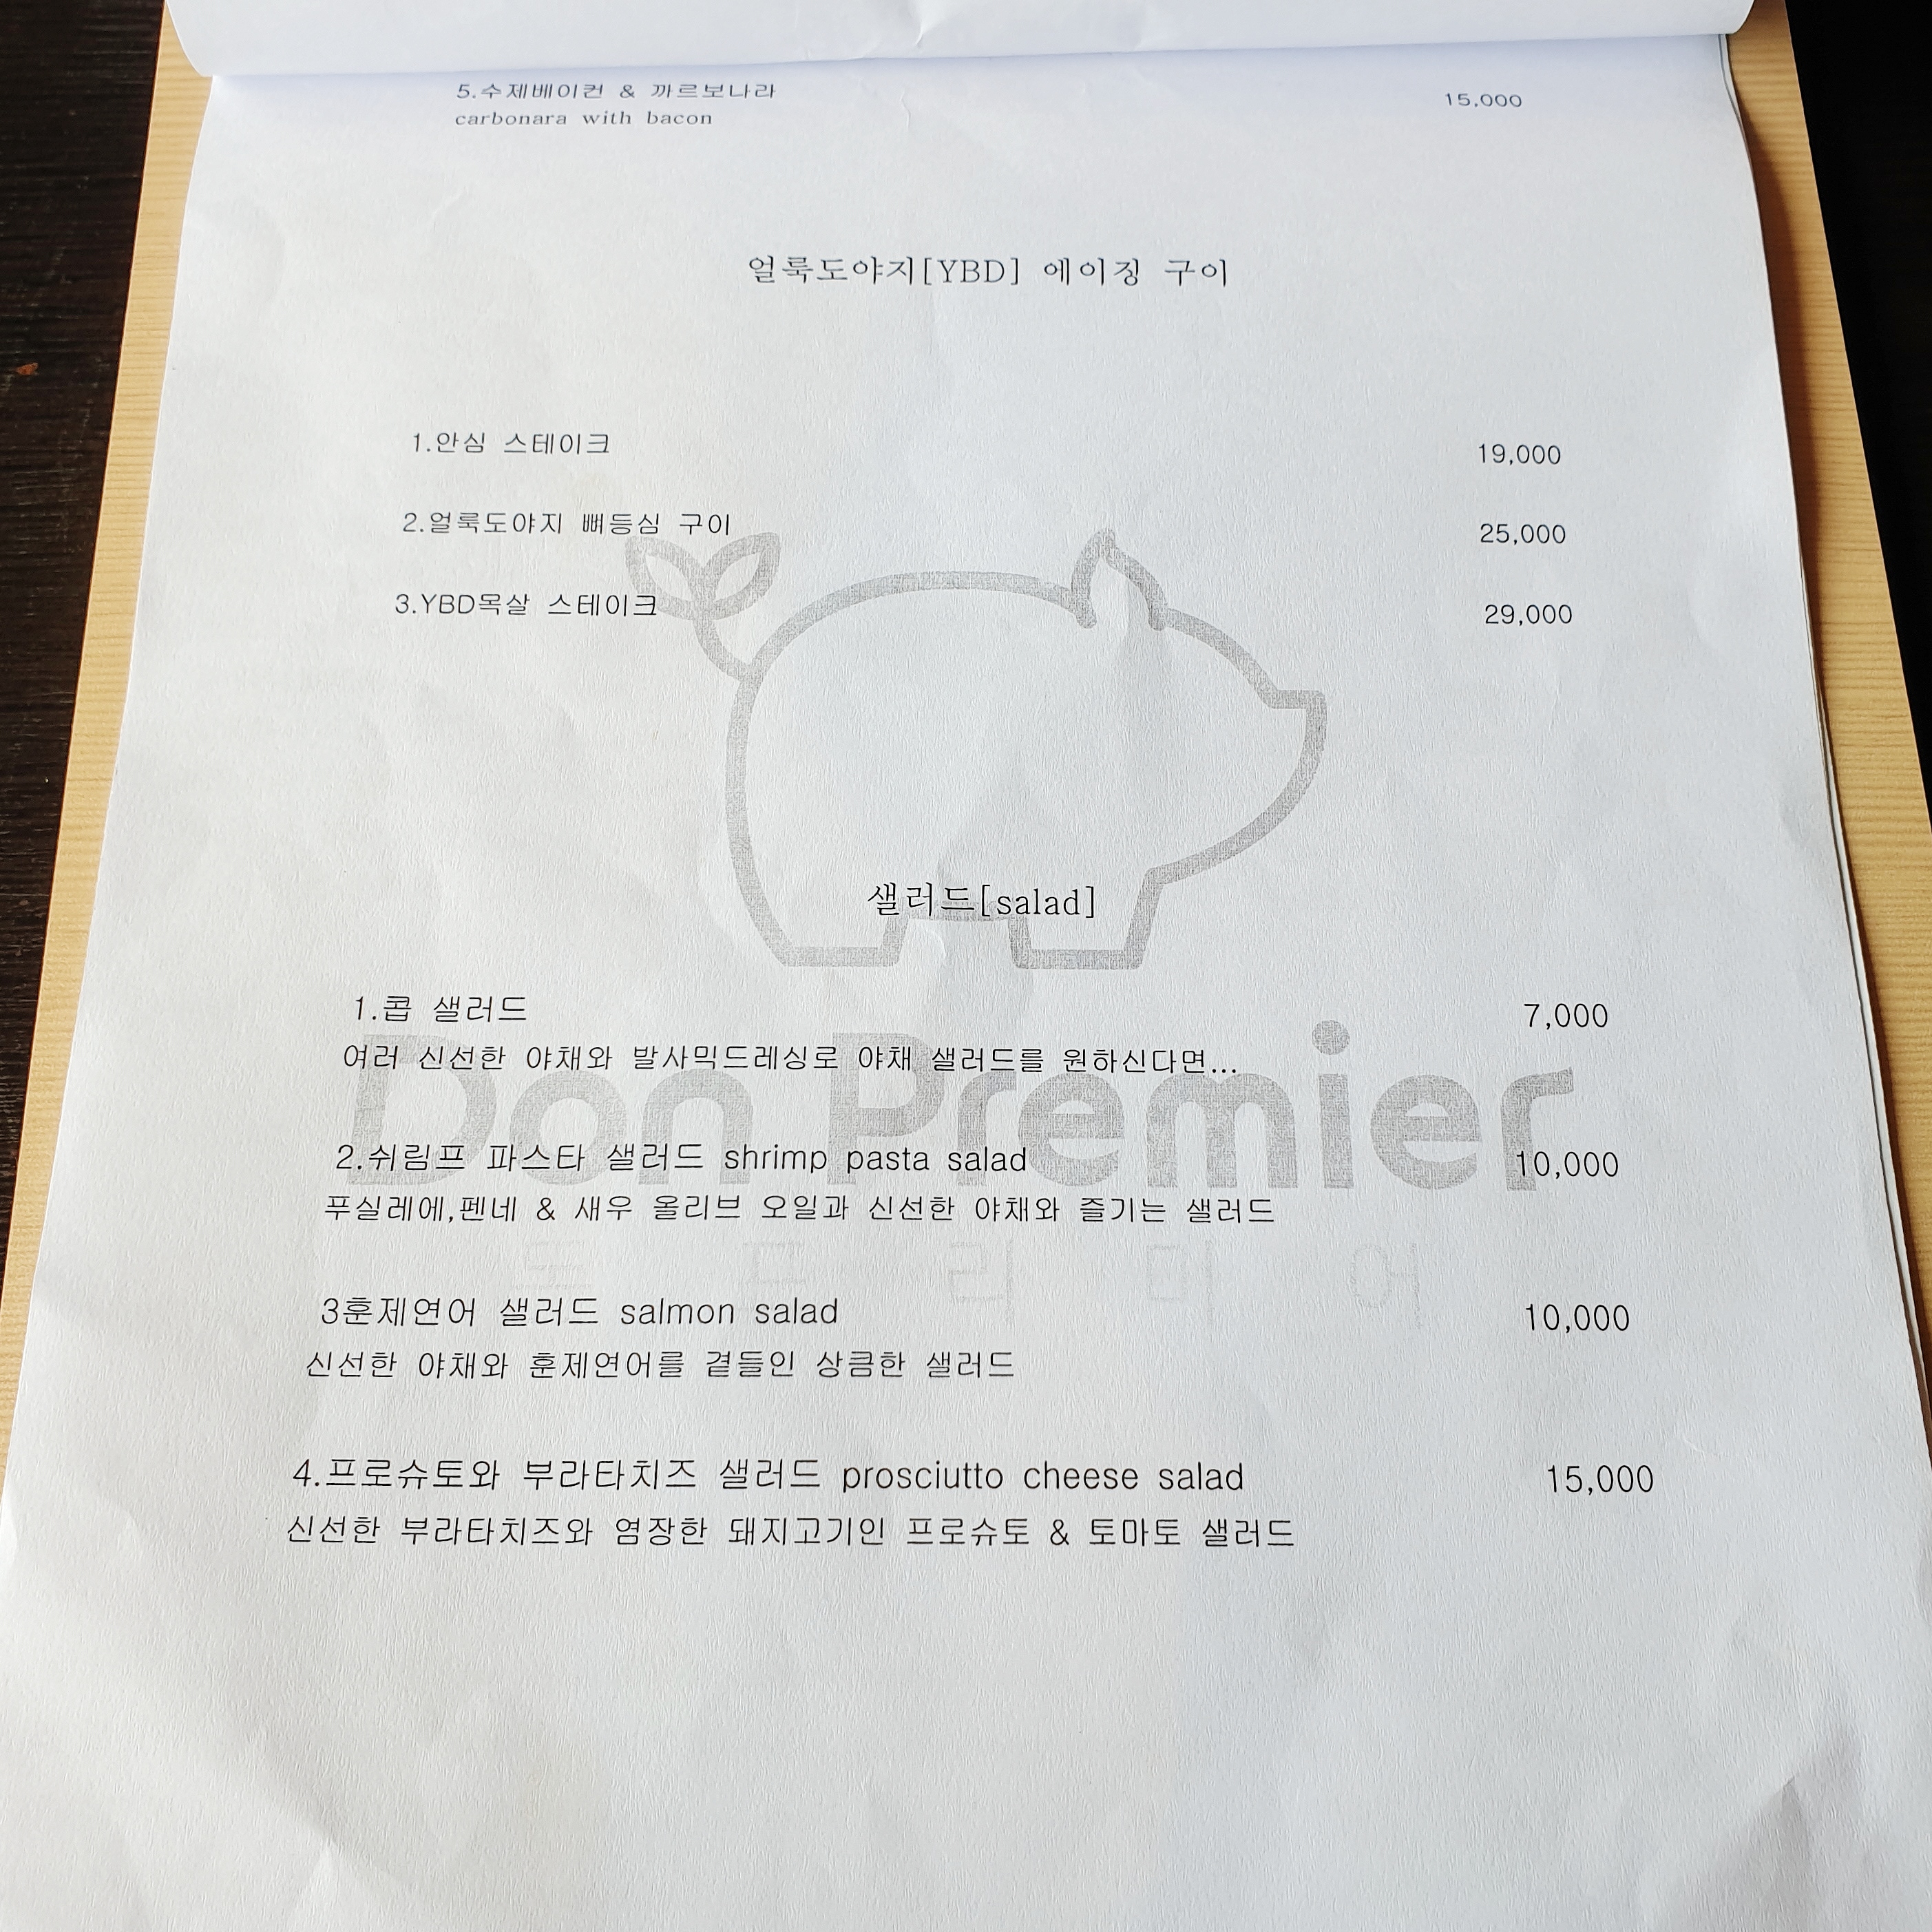 5.수제베이컨 & 까르보나라 15,000
carbonara with bacon
얼룩도야지[YBD] 에이징 구이
1.안심 스테이크 19,000
2.얼룩도야지 뼈등심 구이 25,000
3.YBD목살 스테이크 29,000
샐러드[salad]
1.콥 샐러드 7,000
여러 신선한 야채와 발사믹드레싱로 야채 샐러드를 원하신다면...
Don Premier
2.쉬림프 파스타 샐러드 shrimp pasta salad 10,000
푸실레에,펜네 & 새우 올리브 오일과 신선한 야채와 즐기는 샐러드
돈 프리미어
3훈제연어 샐러드 salmon salad 10,000
신선한 야채와 훈제연어를 곁들인 상큼한 샐러드
4.프로슈토와 부라타치즈 샐러드 prosciutto cheese salad 15,000
신선한 부라타치즈와 염장한 돼지고기인 프로슈토 & 토마토 샐러드